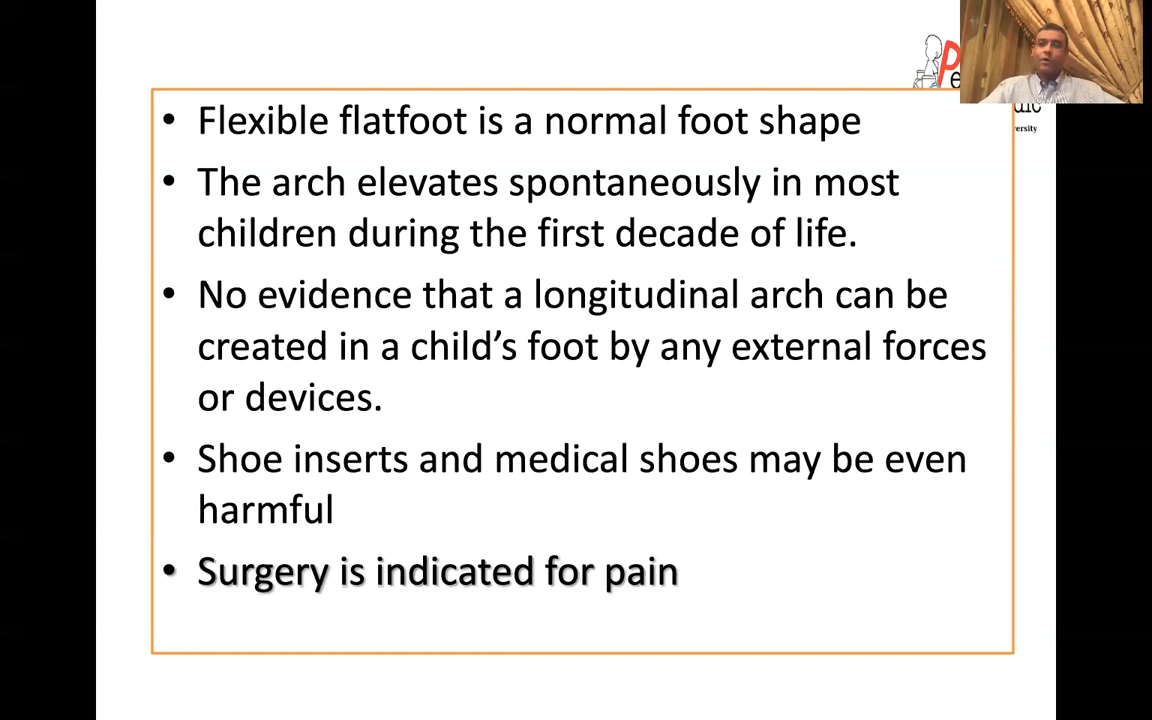 • Flexible flatfoot is a normal foot shape
• The arch elevates spontaneously in most
children during the first decade of life.
• No evidence that a longitudinal arch can be
created in a child’s foot by any external forces
or devices.
• Shoe inserts and medical shoes may be even
harmful
• Surgery is indicated for pain